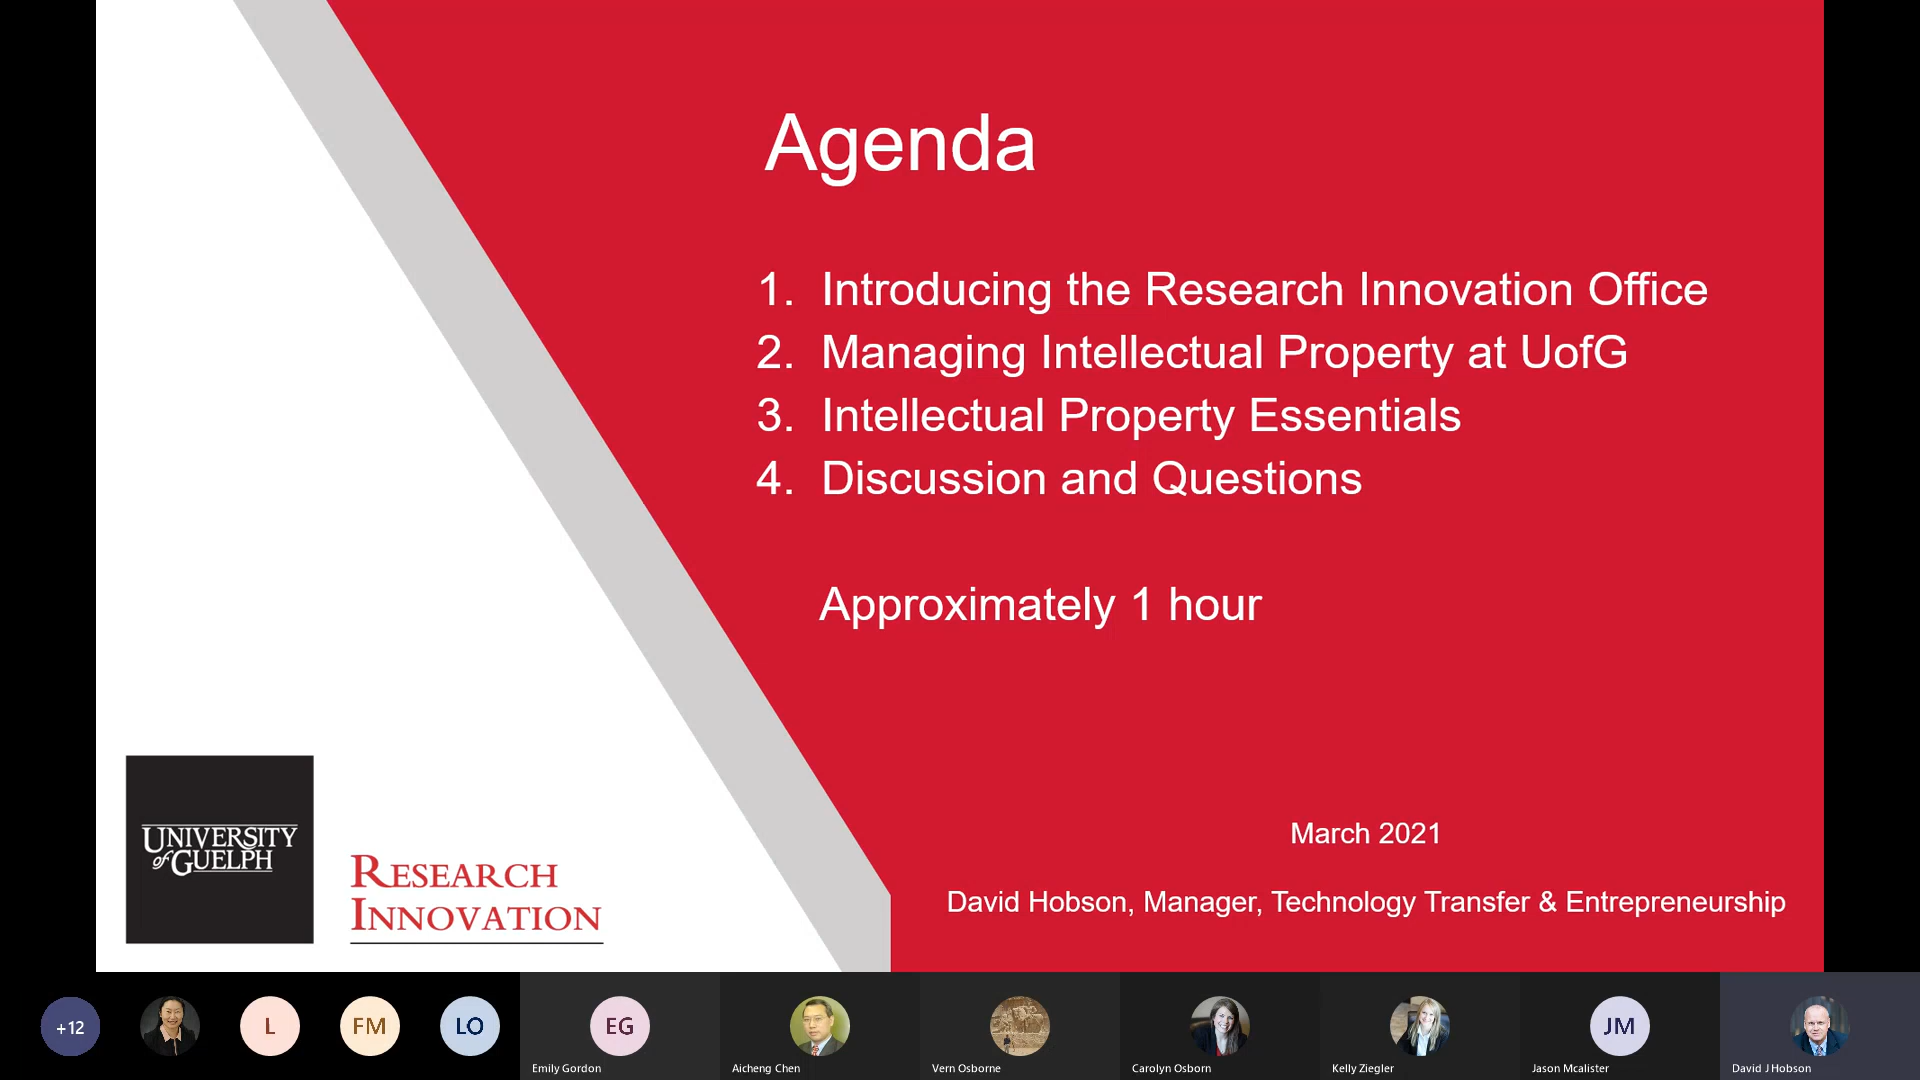 Agenda
1. Introducing the Research Innovation Office
2. Managing Intellectual Property at UofG
3. Intellectual Property Essentials
4. Discussion and Questions
Approximately 1 hour
March 2021
David Hobson, Manager, Technology Transfer & Entrepreneurship
UNIVERSITY
of GUELPH
RESEARCH
INNOVATION
+12
L
FM
LO
EG
JM
Emily Gordon
Aicheng Chen
Vern Osborne
Carolyn Osborn
Kelly Ziegler
Jason Mcalister
David J Hobson